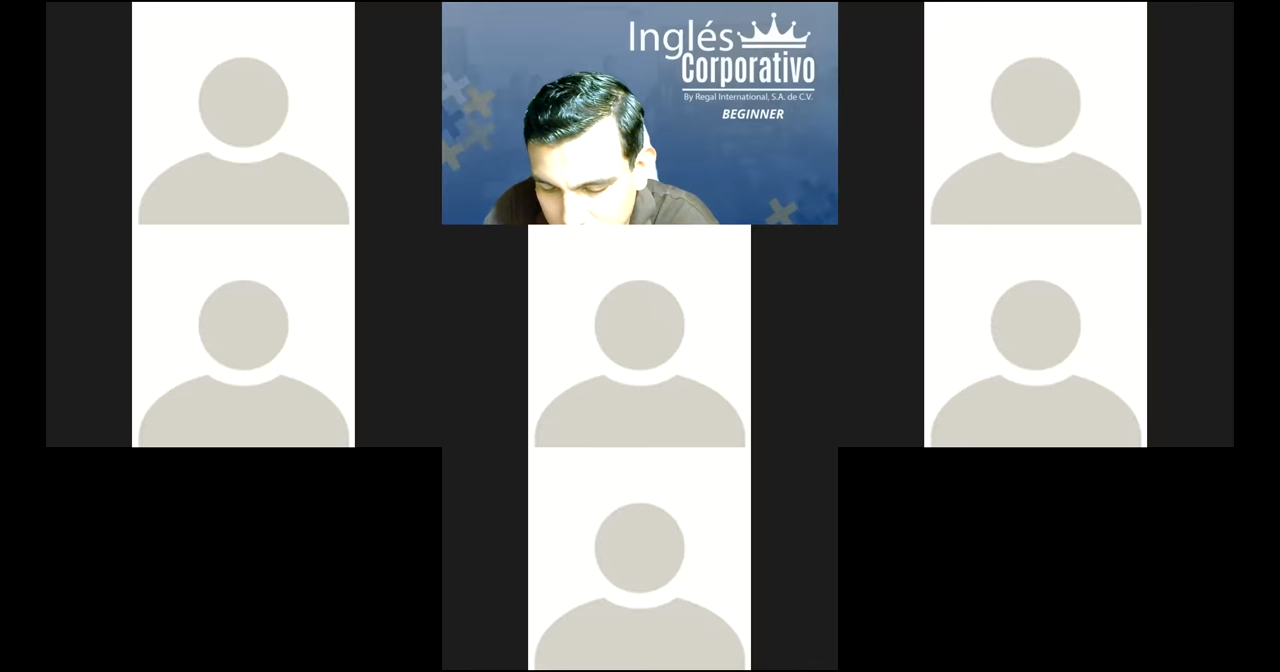 Inglés
Corporativo
By Regal International, S.A. de C.V.
BEGINNER